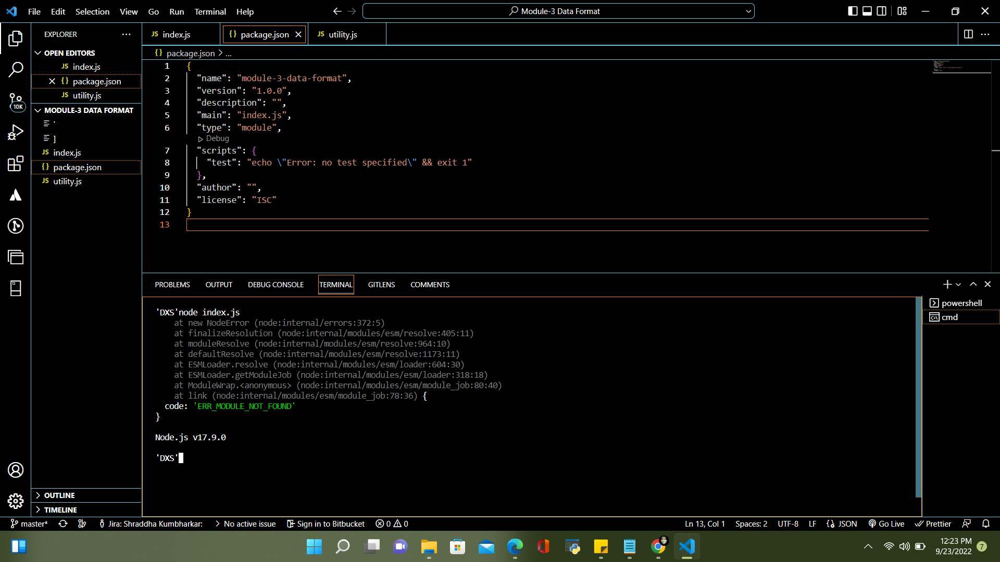 File Edit Selection View Go Run Terminal Help
Module-3 Data Format
EXPLORER
OPEN EDITORS
JS index.js
{} package.json
JS utility.js
10K
MODULE-3 DATA FORMAT
'
]
JS index.js
{} package.json
JS utility.js
OUTLINE
TIMELINE
JS index.js {} package.json JS utility.js
{} package.json > ...
1 {
2 "name": "module-3-data-format",
3 "version": "1.0.0",
4 "description": "",
5 "main": "index.js",
6 "type": "module",
Debug
7 "scripts": {
8 "test": "echo \"Error: no test specified\" && exit 1"
9 },
10 "author": "",
11 "license": "ISC"
12 }
13
PROBLEMS OUTPUT DEBUG CONSOLE TERMINAL GITLENS COMMENTS
'DXS'node index.js
at new NodeError (node:internal/errors:372:5)
at finalizeResolution (node:internal/modules/esm/resolve:405:11)
at moduleResolve (node:internal/modules/esm/resolve:964:10)
at defaultResolve (node:internal/modules/esm/resolve:1173:11)
at ESMLoader.resolve (node:internal/modules/esm/loader:604:30)
at ESMLoader.getModuleJob (node:internal/modules/esm/loader:318:18)
at ModuleWrap.<anonymous> (node:internal/modules/esm/module_job:80:40)
at link (node:internal/modules/esm/module_job:78:36) {
code: 'ERR_MODULE_NOT_FOUND'
}
Node.js v17.9.0
'DXS'
powershell
cmd
master* Jira: Shraddha Kumbharkar: > No active issue Sign in to Bitbucket 0 0 Ln 13, Col 1 Spaces: 2 UTF-8 LF {} JSON Go Live Prettier
12:23 PM
9/23/2022
7